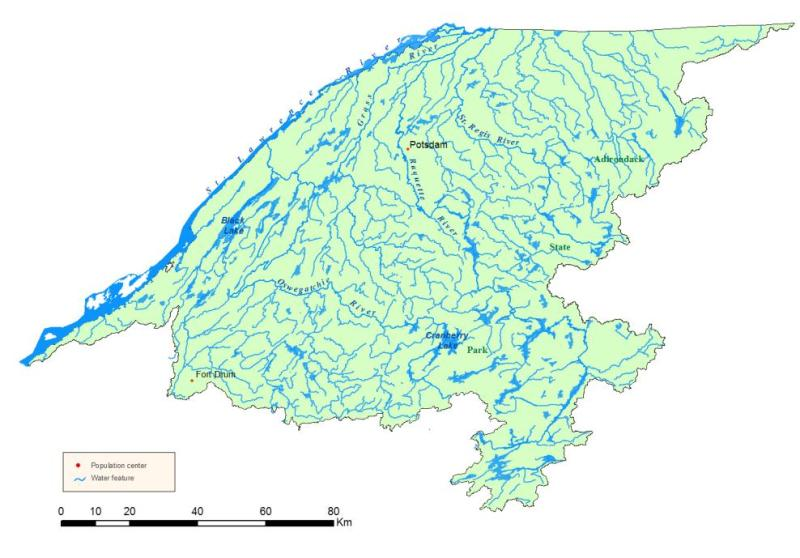 St. Lawrence River
River
Grass
St. Regis River
Potsdam
Adirondack
Raquette
River
Black
Lake
State
Oswegatchie
River
Cranberry
Lake
Park
Fort Drum
Population center
Water feature
0 10 20 40 60 80
Km